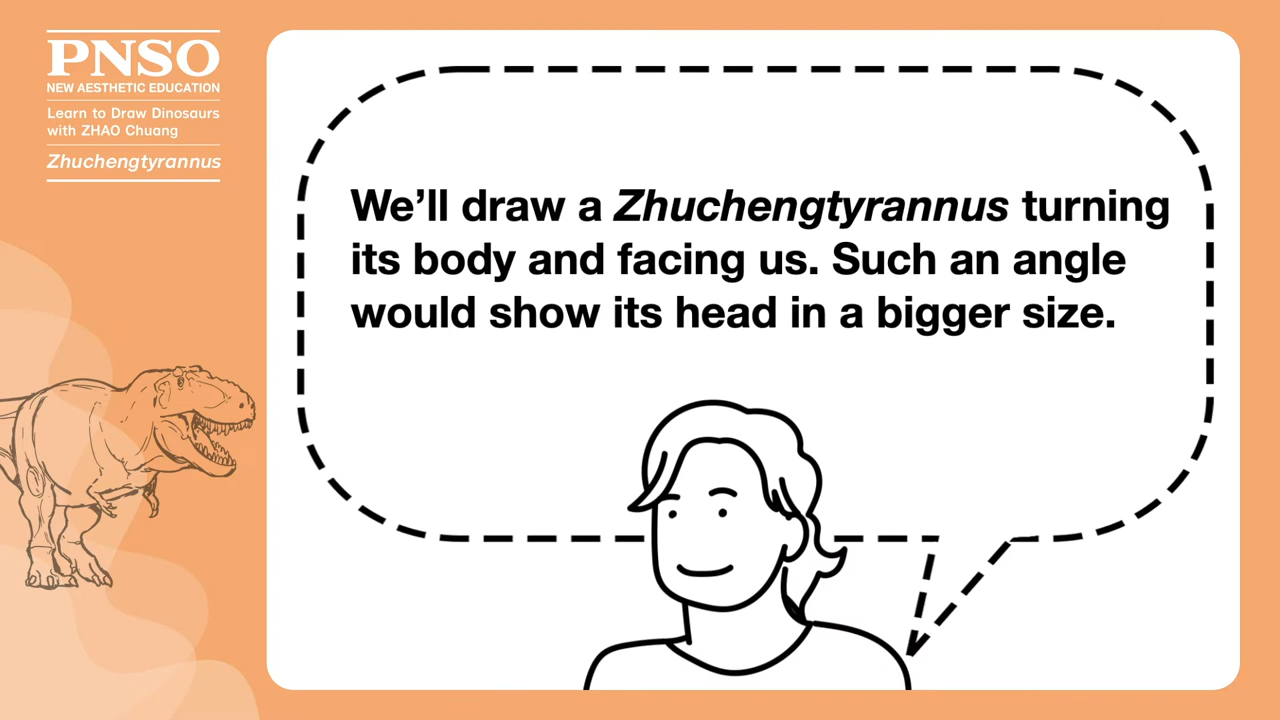 PNSO
NEW AESTHETIC EDUCATION
Learn to Draw Dinosaurs
with ZHAO Chuang
Zhuchengtyrannus
We’ll draw a Zhuchengtyrannus turning
its body and facing us. Such an angle
would show its head in a bigger size.